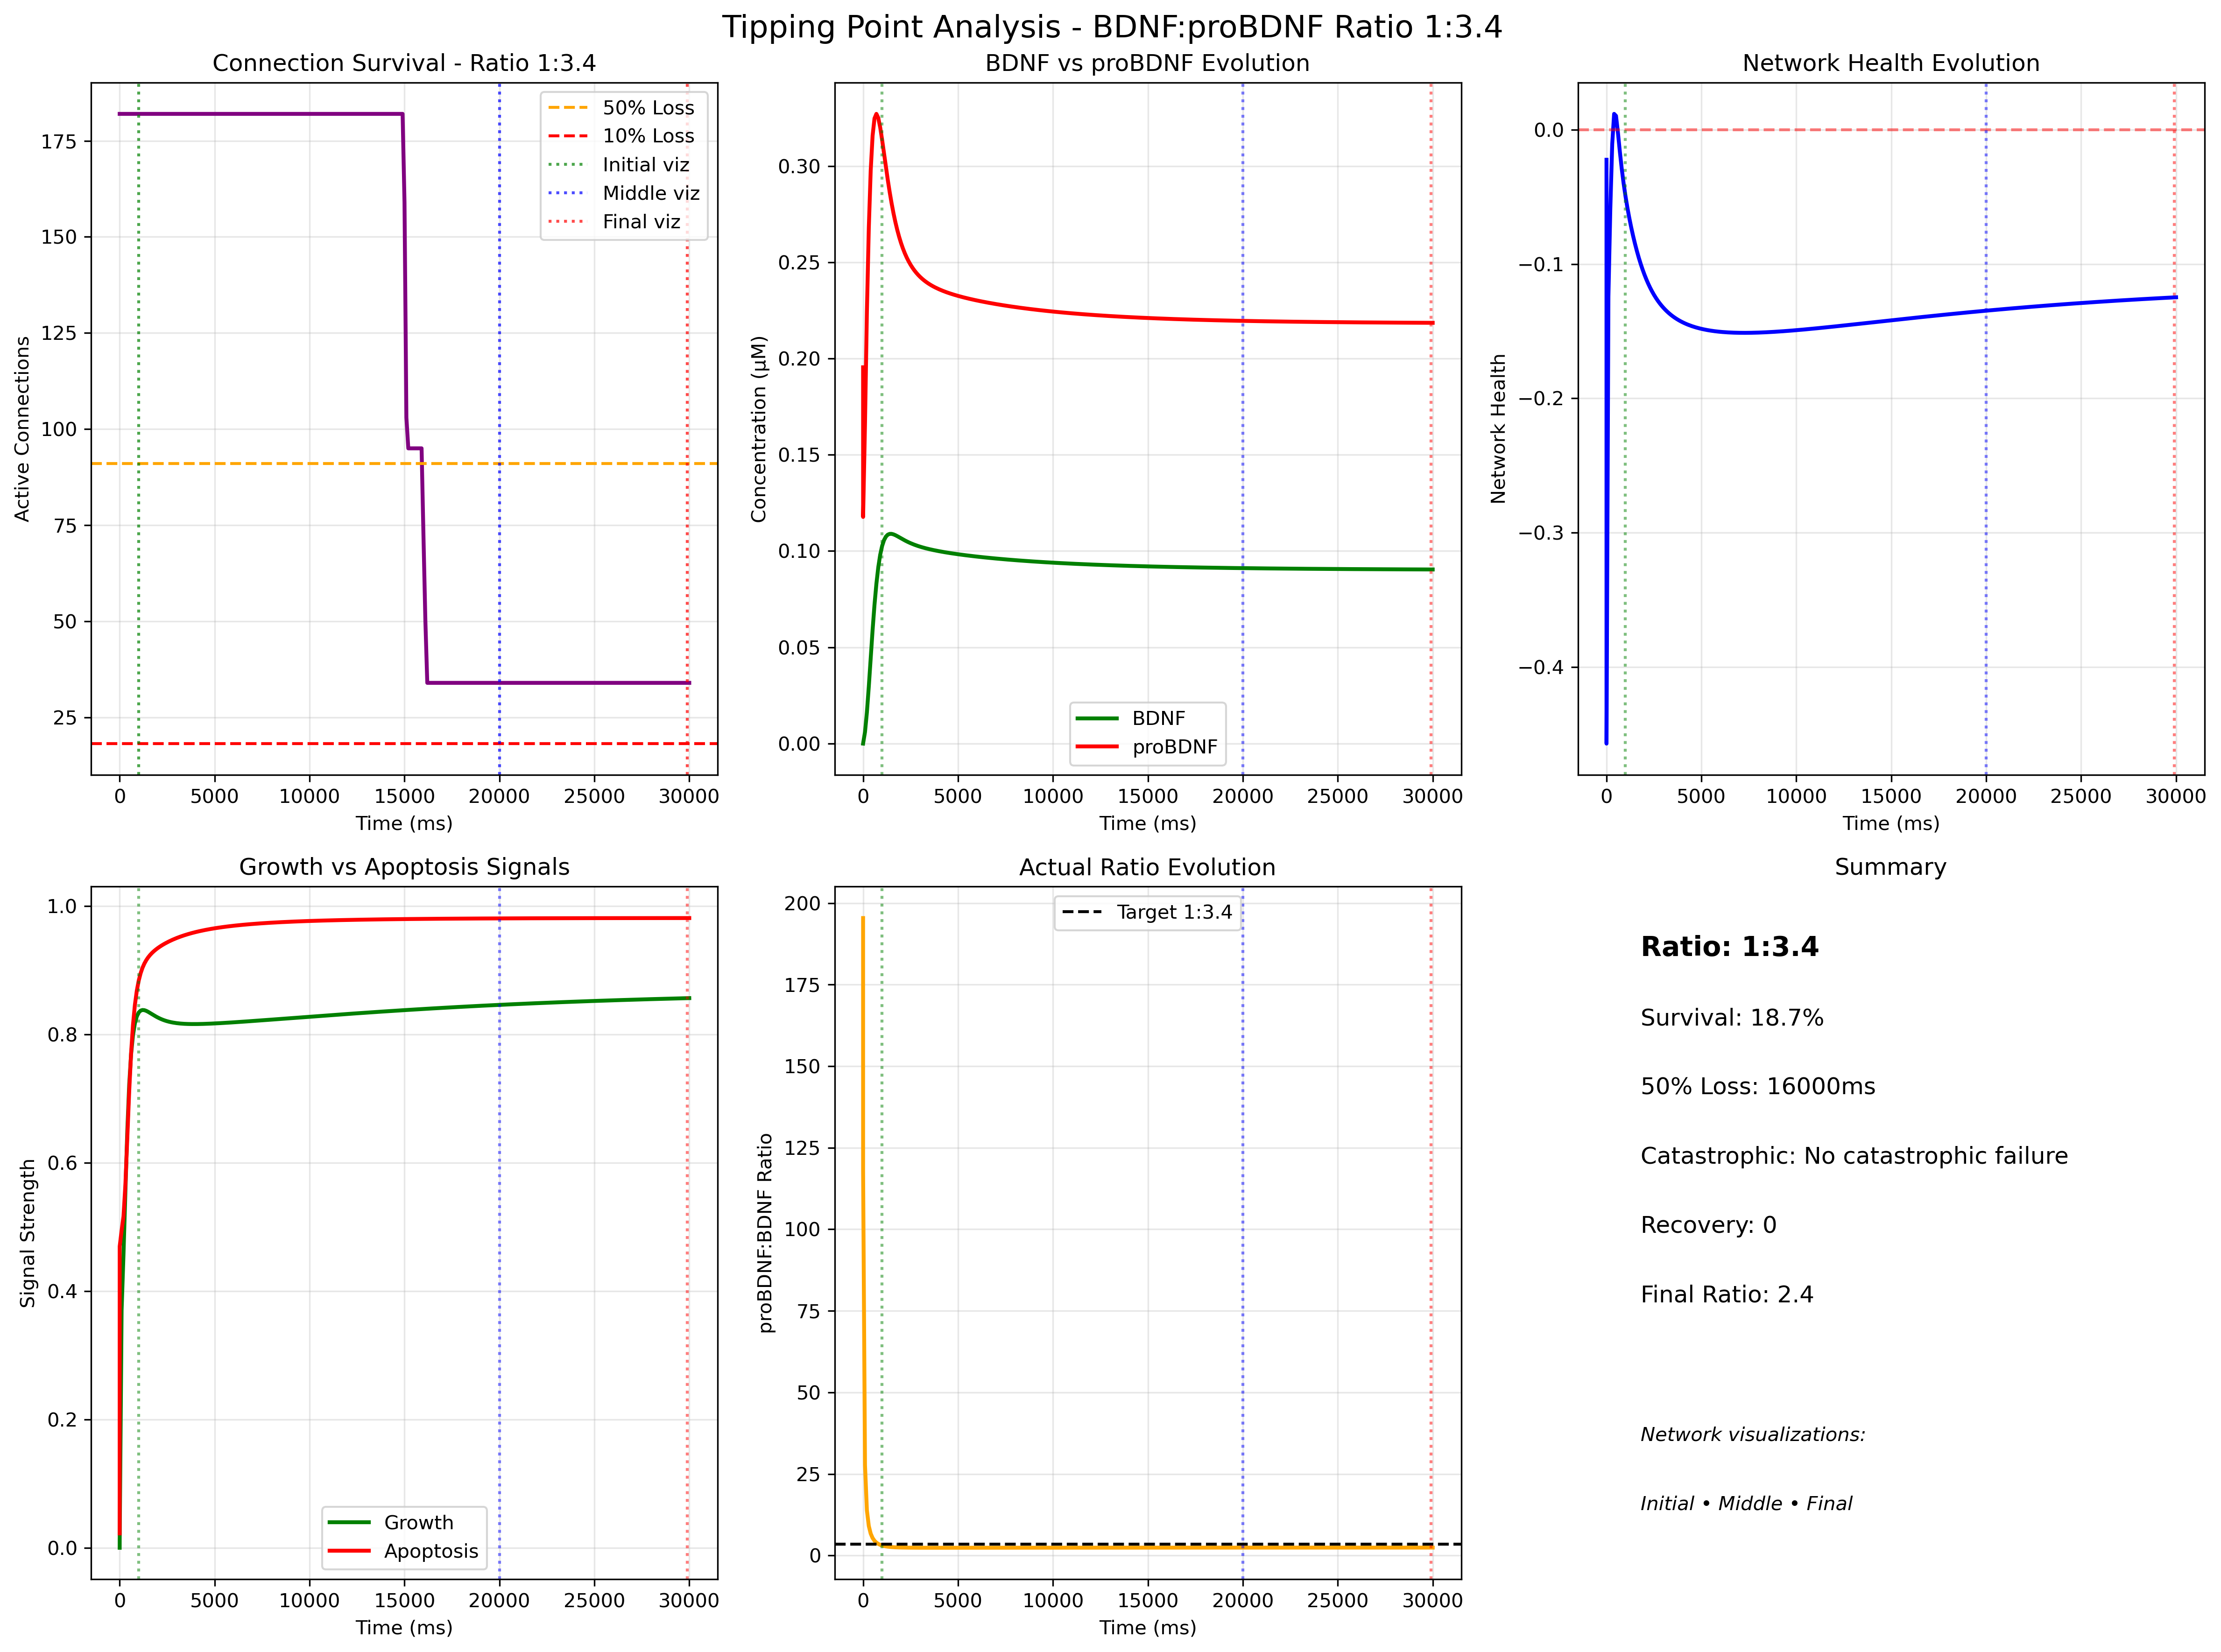 Tipping Point Analysis - BDNF:proBDNF Ratio 1:3.4
Connection Survival - Ratio 1:3.4
Active Connections
175
150
125
100
75
50
25
0 5000 10000 15000 20000 25000 30000
Time (ms)
50% Loss
10% Loss
Initial viz
Middle viz
Final viz
BDNF vs proBDNF Evolution
Concentration (μM)
0.30
0.25
0.20
0.15
0.10
0.05
0.00
0 5000 10000 15000 20000 25000 30000
Time (ms)
BDNF
proBDNF
Network Health Evolution
Network Health
0.0
−0.1
−0.2
−0.3
−0.4
0 5000 10000 15000 20000 25000 30000
Time (ms)
Growth vs Apoptosis Signals
Signal Strength
1.0
0.8
0.6
0.4
0.2
0.0
0 5000 10000 15000 20000 25000 30000
Time (ms)
Growth
Apoptosis
Actual Ratio Evolution
proBDNF:BDNF Ratio
200
175
150
125
100
75
50
25
0
0 5000 10000 15000 20000 25000 30000
Time (ms)
Target 1:3.4
Summary
Ratio: 1:3.4
Survival: 18.7%
50% Loss: 16000ms
Catastrophic: No catastrophic failure
Recovery: 0
Final Ratio: 2.4
Network visualizations:
Initial • Middle • Final